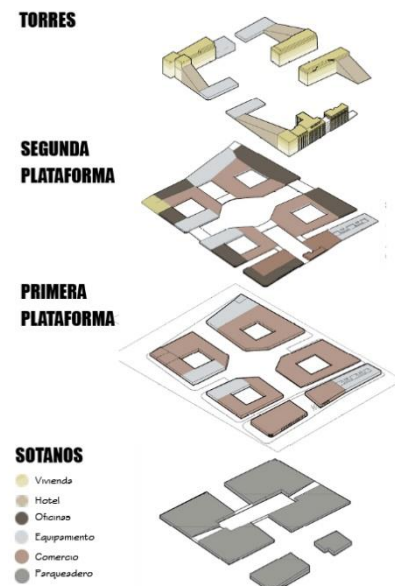 TORRES
SEGUNDA
PLATAFORMA
PRIMERA
PLATAFORMA
SOTANOS
Vivienda
Hotel
Oficinas
Equipamiento
Comercio
Parqueadero